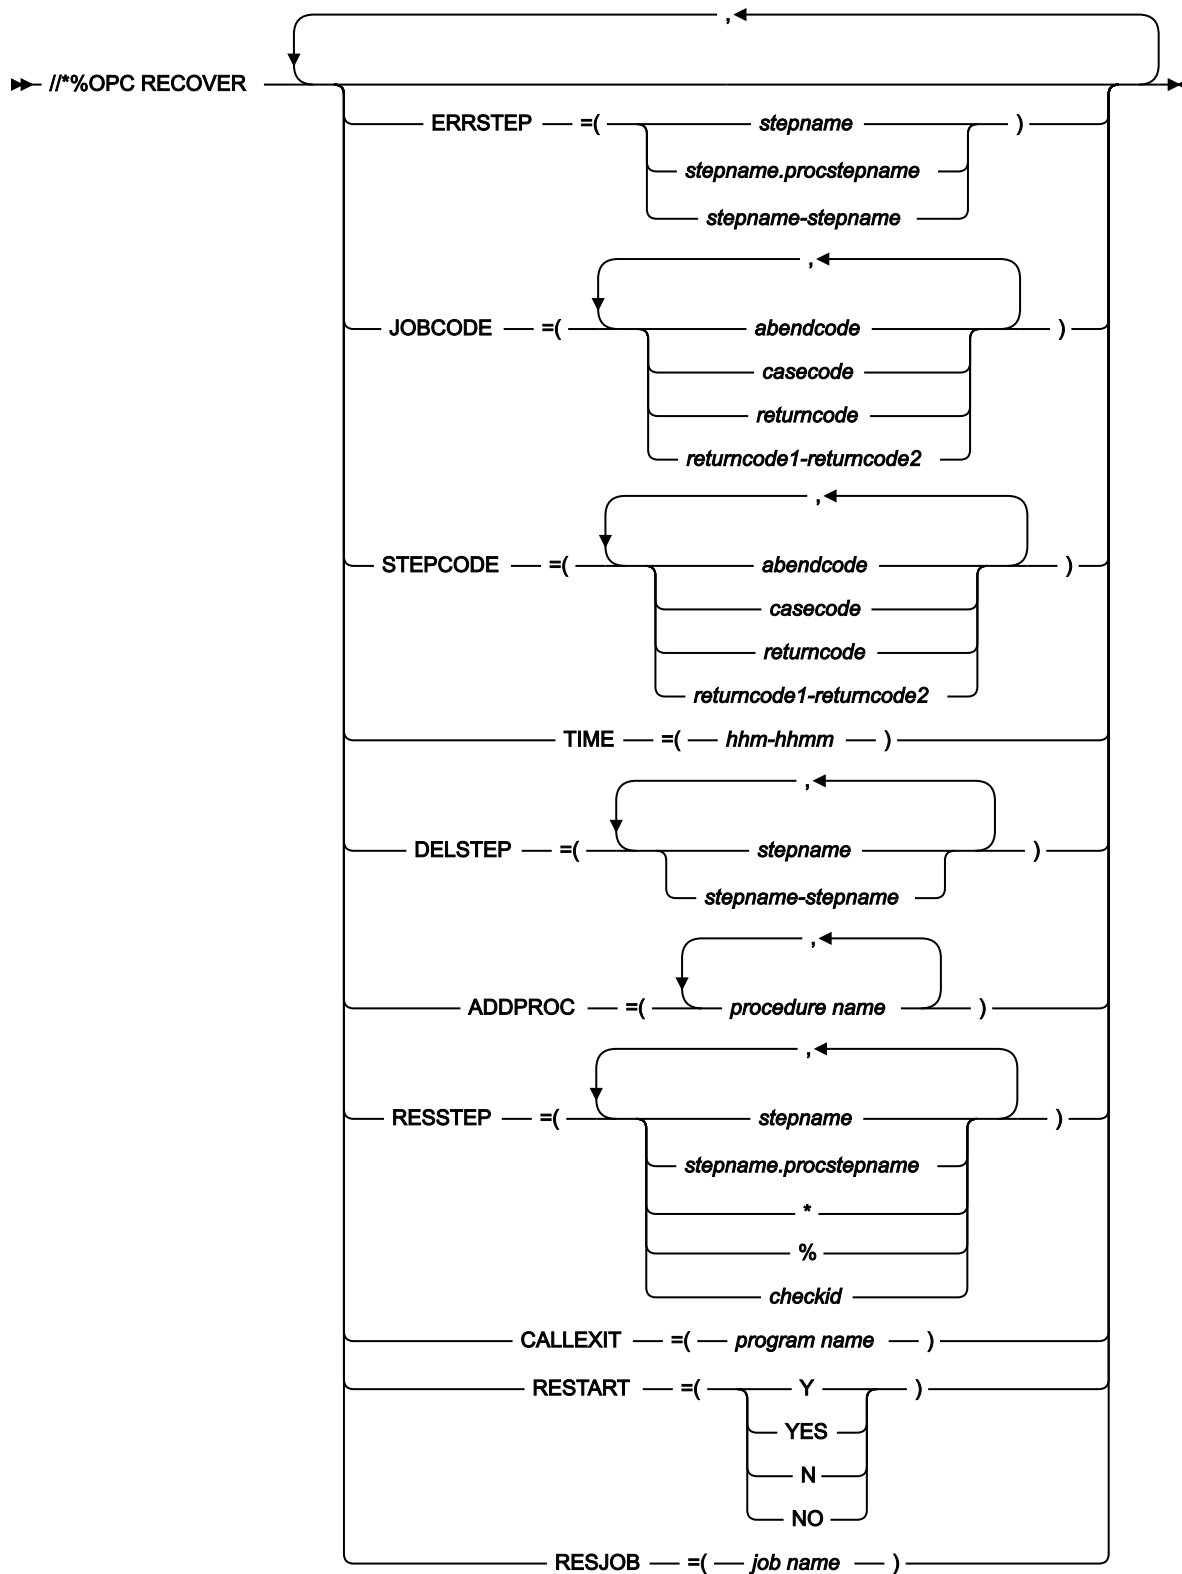 ,
//*%OPC RECOVER
ERRSTEP =( stepname )
stepname.procstepname
stepname-stepname
,
JOBCODE =( abendcode )
casecode
returncode
returncode1-returncode2
,
STEPCODE =( abendcode )
casecode
returncode
returncode1-returncode2
TIME =( hhm-hhmm )
,
DELSTEP =( stepname )
stepname-stepname
,
ADDPROC =( procedure name )
,
RESSTEP =( stepname )
stepname.procstepname
*
%
checkid
CALLEXIT =( program name )
RESTART =( Y )
YES
N
NO
RESJOB =( job name )